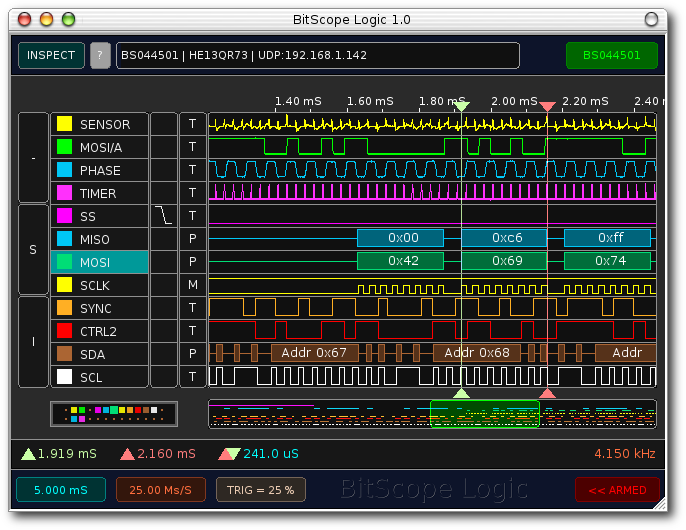 BitScope Logic 1.0
INSPECT ? BS044501 | HE13QR73 | UDP:192.168.1.142 BS044501
1.40 mS 1.60 mS 1.80 mS 2.00 mS 2.20 mS 2.40 m
SENSOR T
MOSI/A T
- PHASE T
TIMER T
SS T
S MISO P 0x00 0xc6 0xff
MOSI P 0x42 0x69 0x74
SCLK M
SYNC T
I CTRL2 T
SDA P Addr 0x67 Addr 0x68 Addr
SCL T
1.919 mS 2.160 mS 241.0 uS 4.150 kHz
5.000 mS 25.00 Ms/S TRIG = 25 % BitScope Logic << ARMED